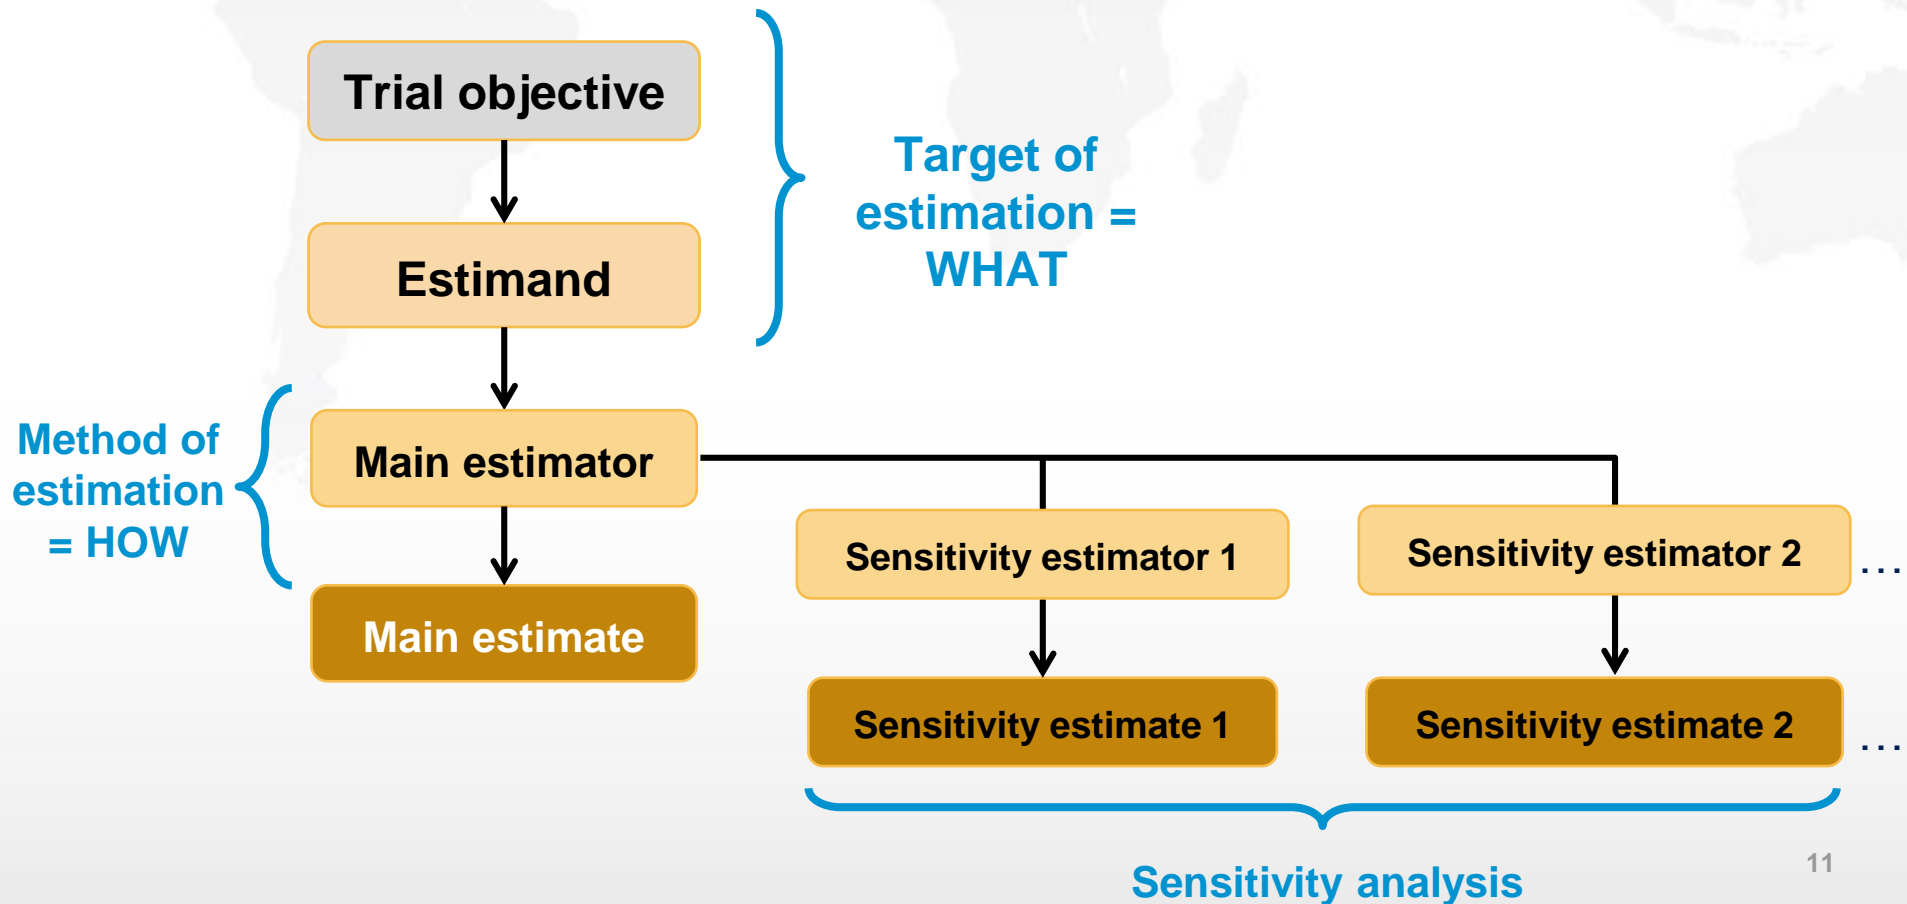 Trial objective
Target of
estimation =
WHAT
Estimand
Method of
estimation
= HOW
Main estimator
Sensitivity estimator 1
Sensitivity estimator 2
...
Main estimate
Sensitivity estimate 1
Sensitivity estimate 2
...
Sensitivity analysis
11